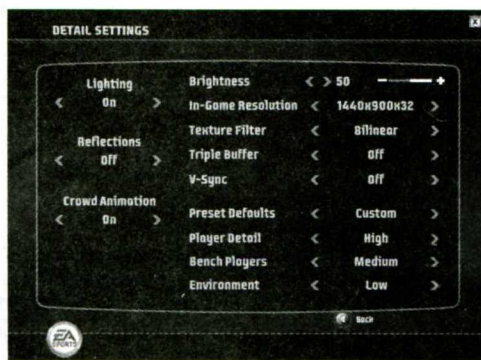 DETAIL SETTINGS
Lighting
On
Reflections
Off
Crowd Animation
On
Brightness 50
In-Game Resolution 1440x900x32
Texture Filter Bilinear
Triple Buffer Off
V-Sync Off
Preset Defaults Custom
Player Detail High
Bench Players Medium
Environment Low
Back
EA
SPORTS